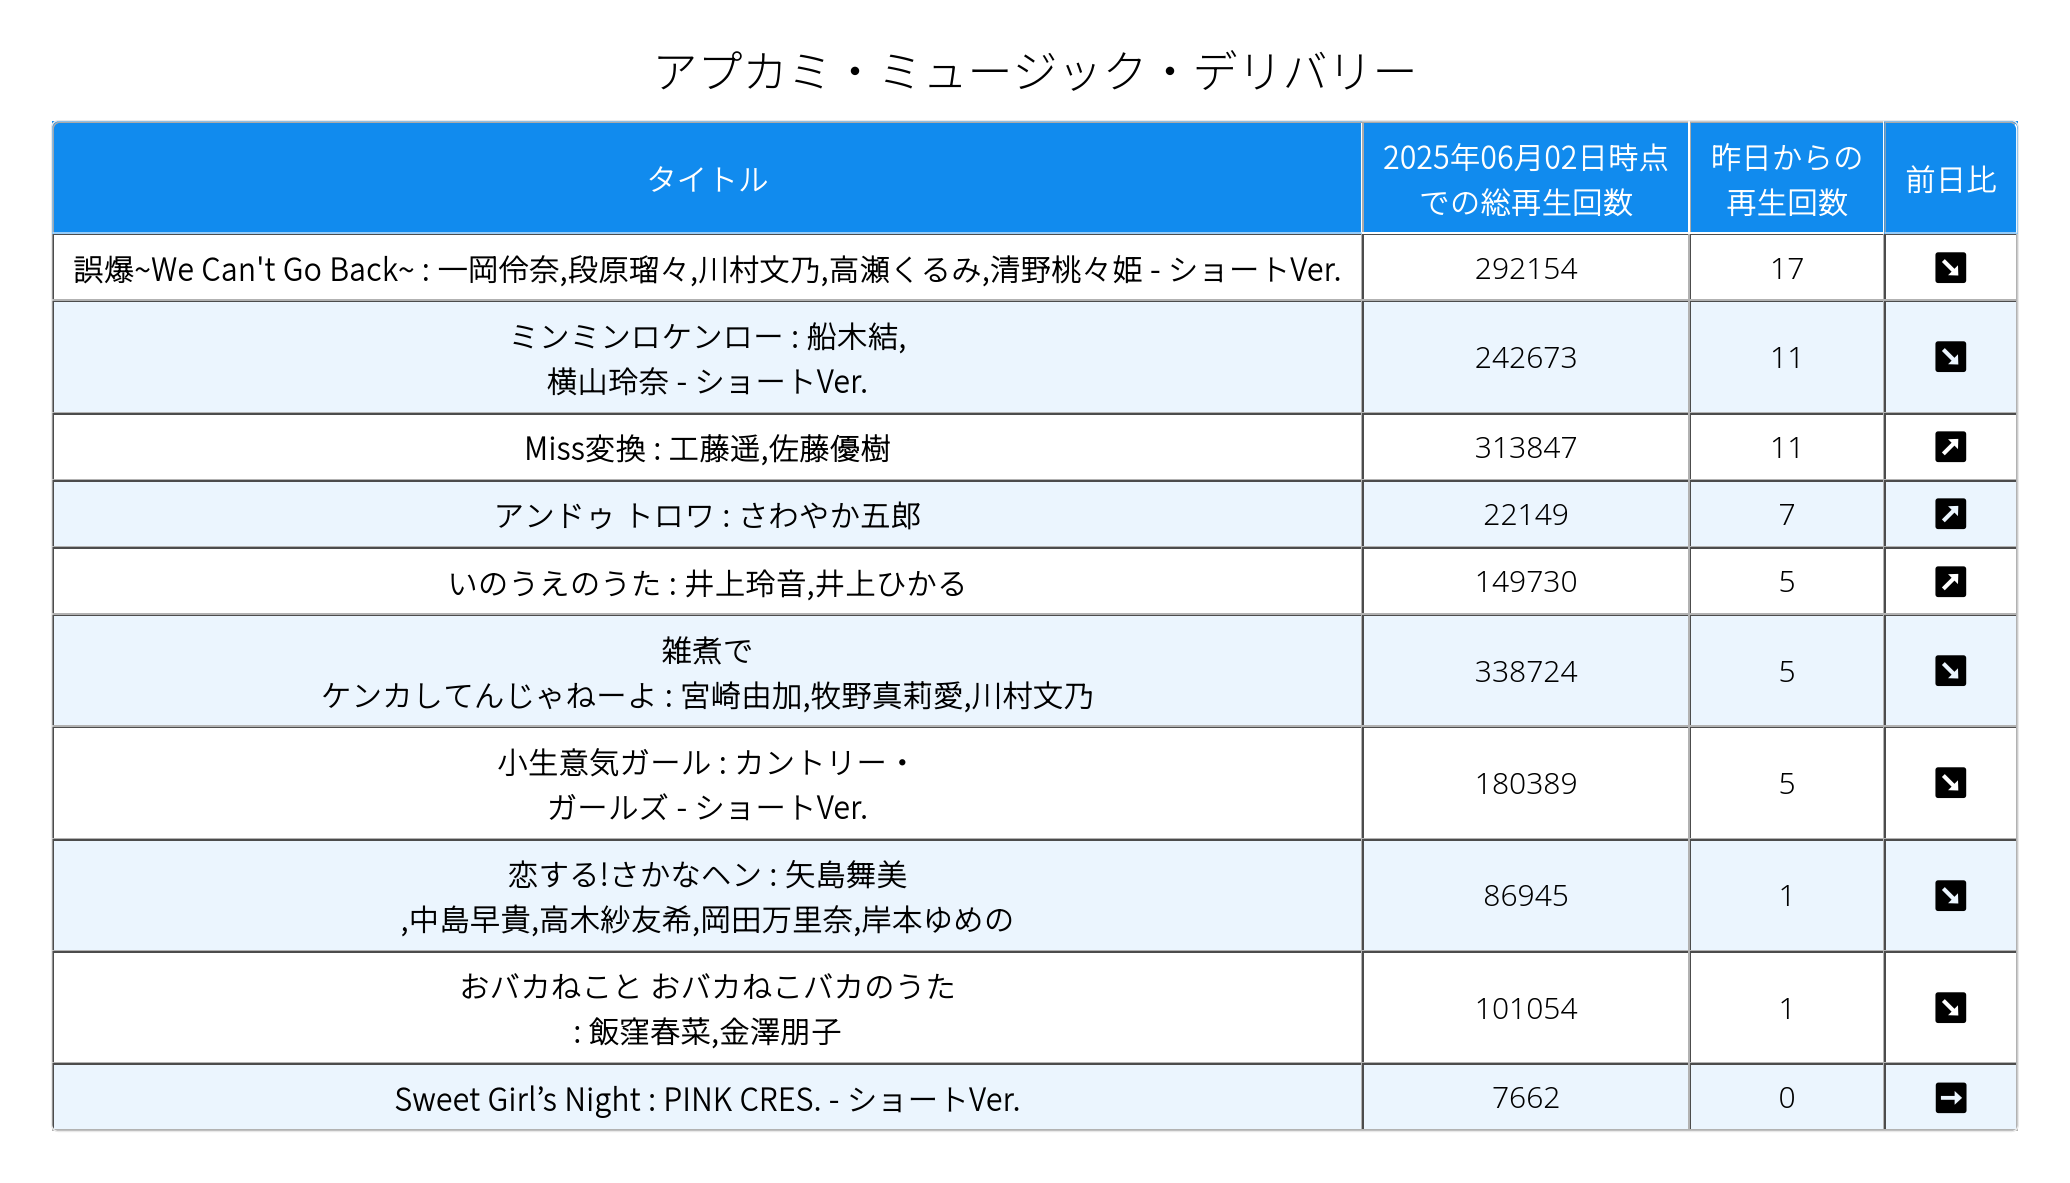 アプカミ・ミュージック・デリバリー
タイトル
2025年06月02日時点
での総再生回数
昨日からの
再生回数
前日比
誤爆~We Can't Go Back~ : 一岡伶奈,段原瑠々,川村文乃,高瀬くるみ,清野桃々姫 - ショートVer.
292154
17
ミンミンロケンロー : 船木結,
横山玲奈 - ショートVer.
242673
11
Miss変換 : 工藤遥,佐藤優樹
313847
11
アンドゥ トロワ : さわやか五郎
22149
7
いのうえのうた : 井上玲音,井上ひかる
149730
5
雑煮で
ケンカしてんじゃねーよ : 宮崎由加,牧野真莉愛,川村文乃
338724
5
小生意気ガール : カントリー・
ガールズ - ショートVer.
180389
5
恋する!さかなヘン : 矢島舞美
,中島早貴,高木紗友希,岡田万里奈,岸本ゆめの
86945
1
おバカねこと おバカねこバカのうた
: 飯窪春菜,金澤朋子
101054
1
Sweet Girl’s Night : PINK CRES. - ショートVer.
7662
0